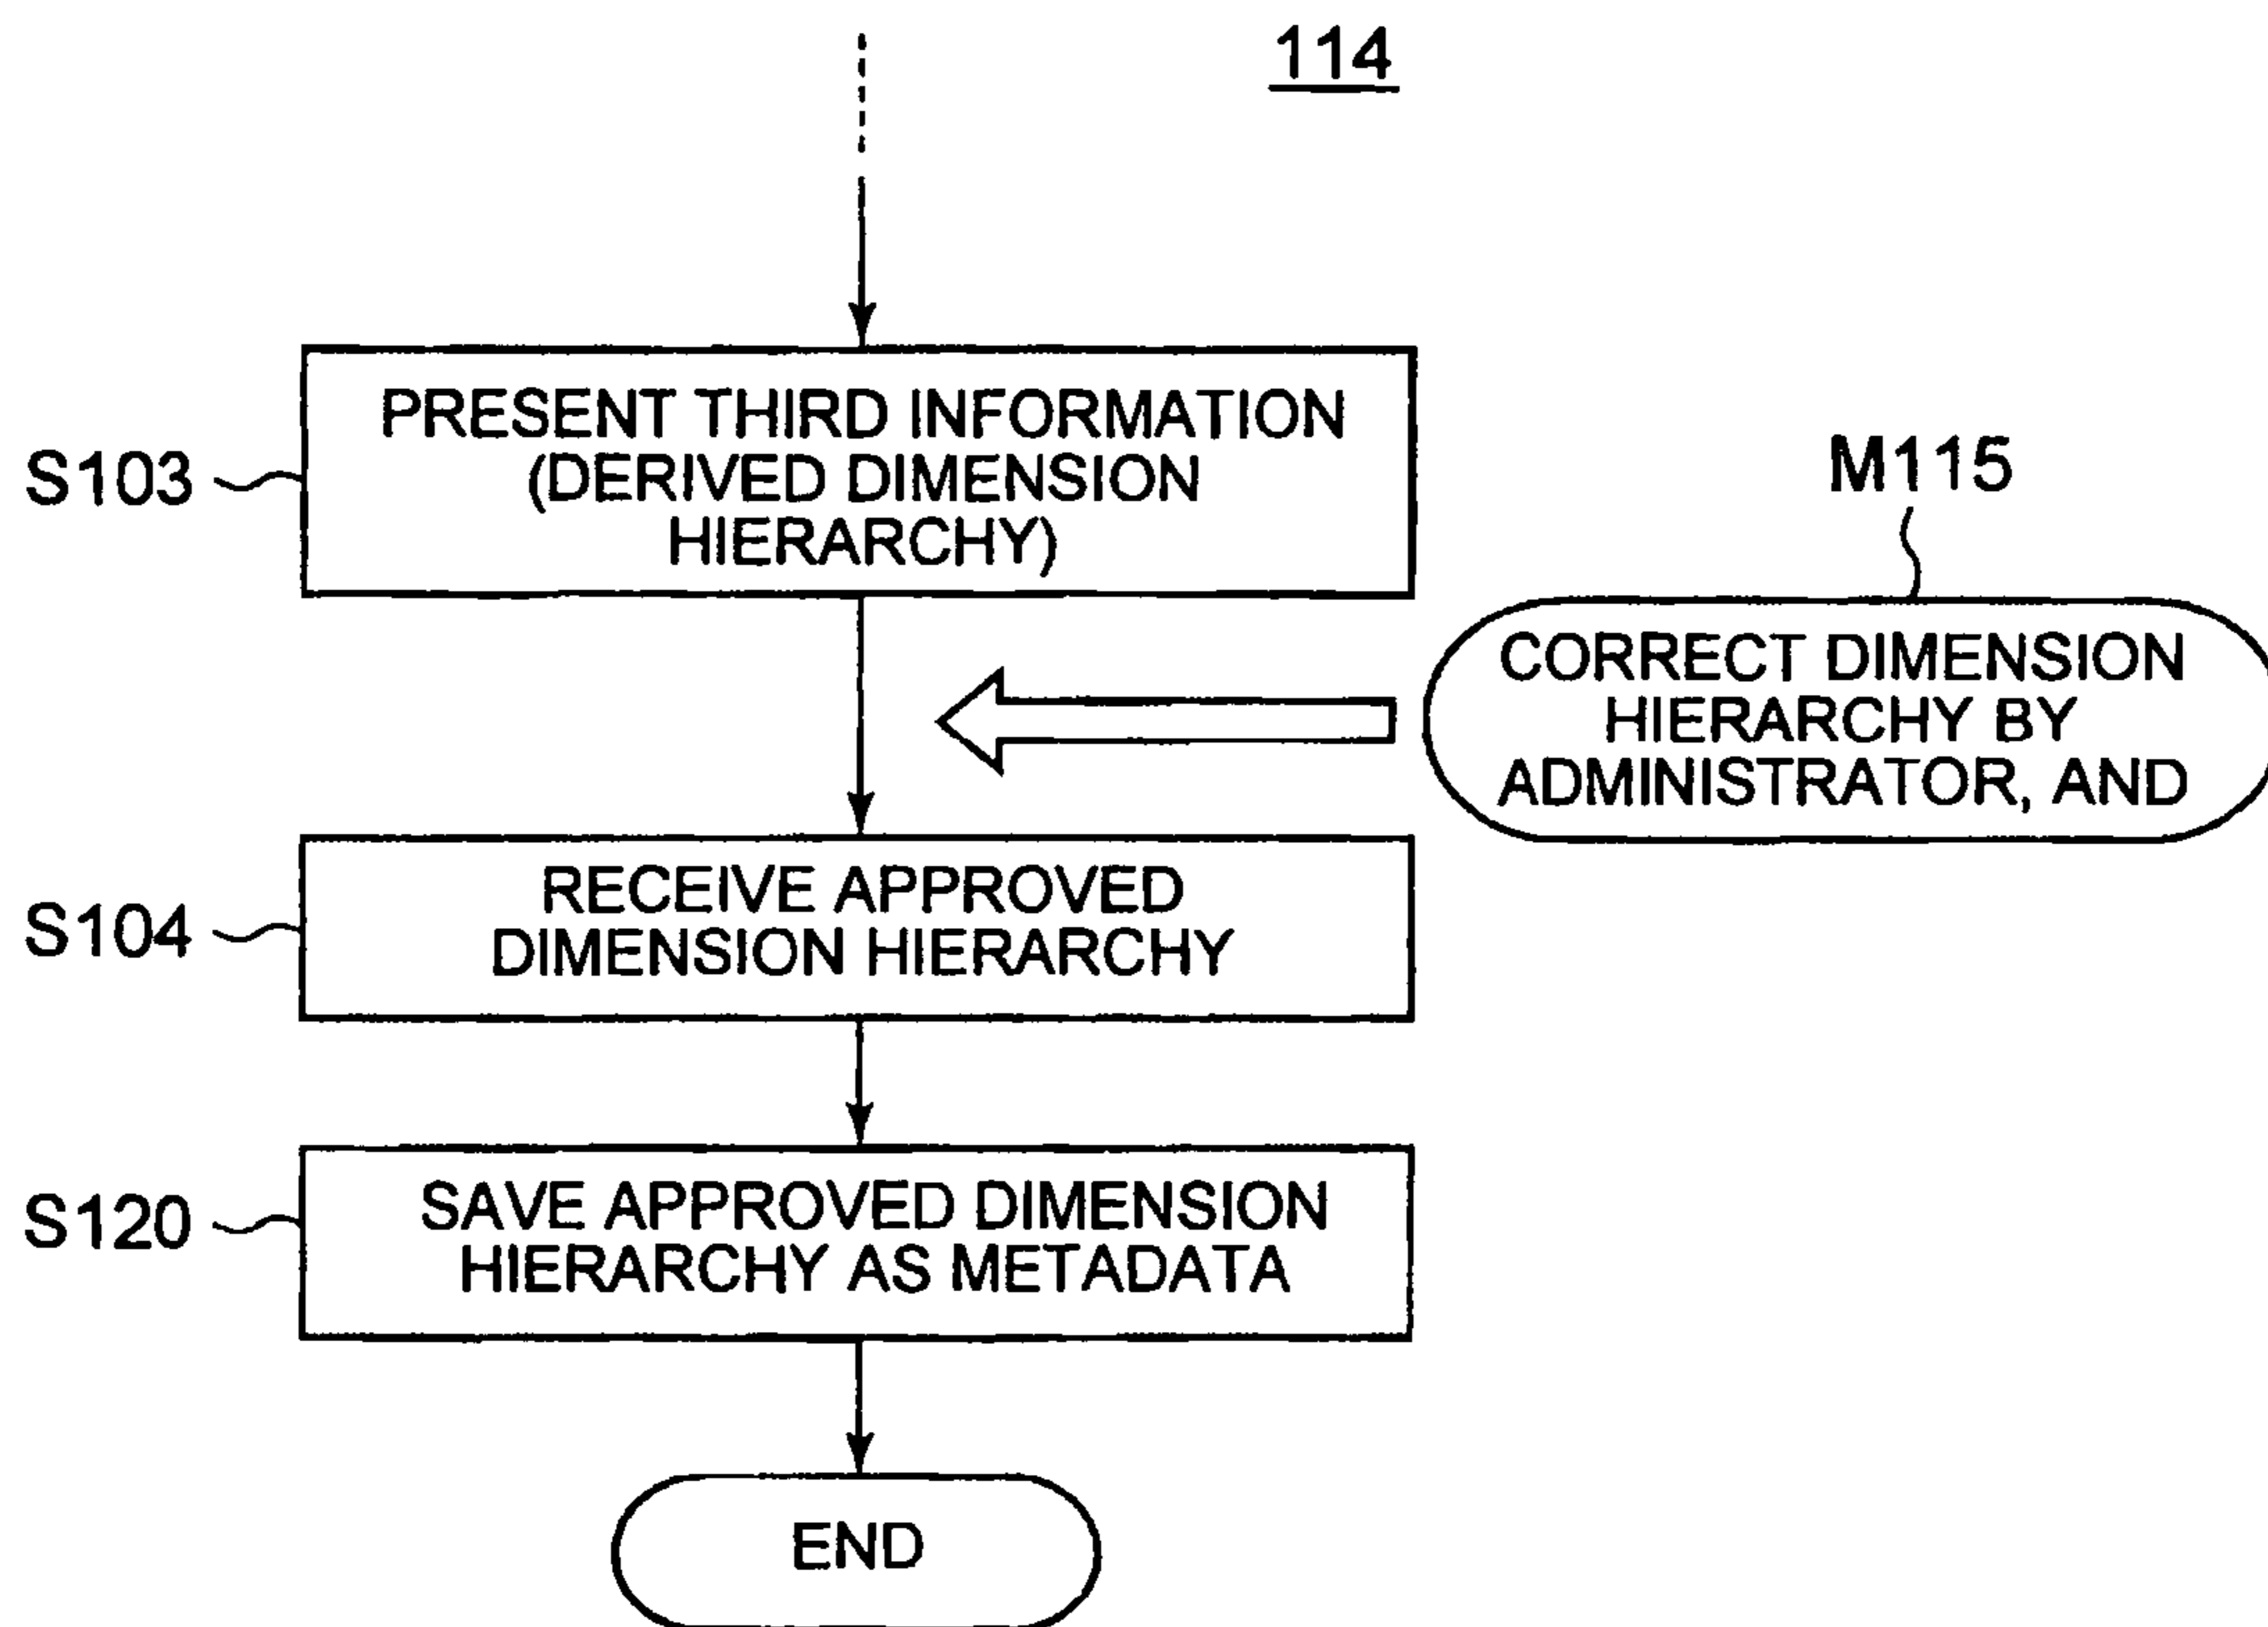 114
PRESENT THIRD INFORMATION
(DERIVED DIMENSION
HIERARCHY)
S103
M115
CORRECT DIMENSION
HIERARCHY BY
ADMINISTRATOR, AND
RECEIVE APPROVED
DIMENSION HIERARCHY
S104
SAVE APPROVED DIMENSION
HIERARCHY AS METADATA
S120
END